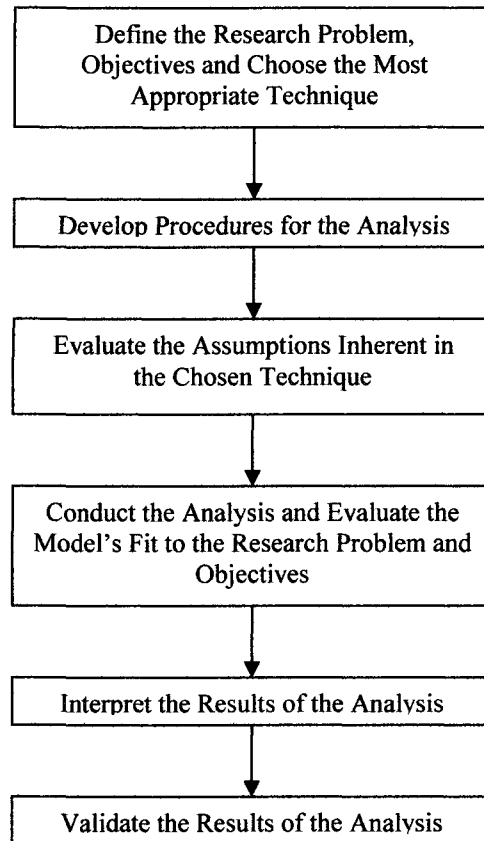 Define the Research Problem,
Objectives and Choose the Most
Appropriate Technique
Develop Procedures for the Analysis
Evaluate the Assumptions Inherent in
the Chosen Technique
Conduct the Analysis and Evaluate the
Model's Fit to the Research Problem and
Objectives
Interpret the Results of the Analysis
Validate the Results of the Analysis